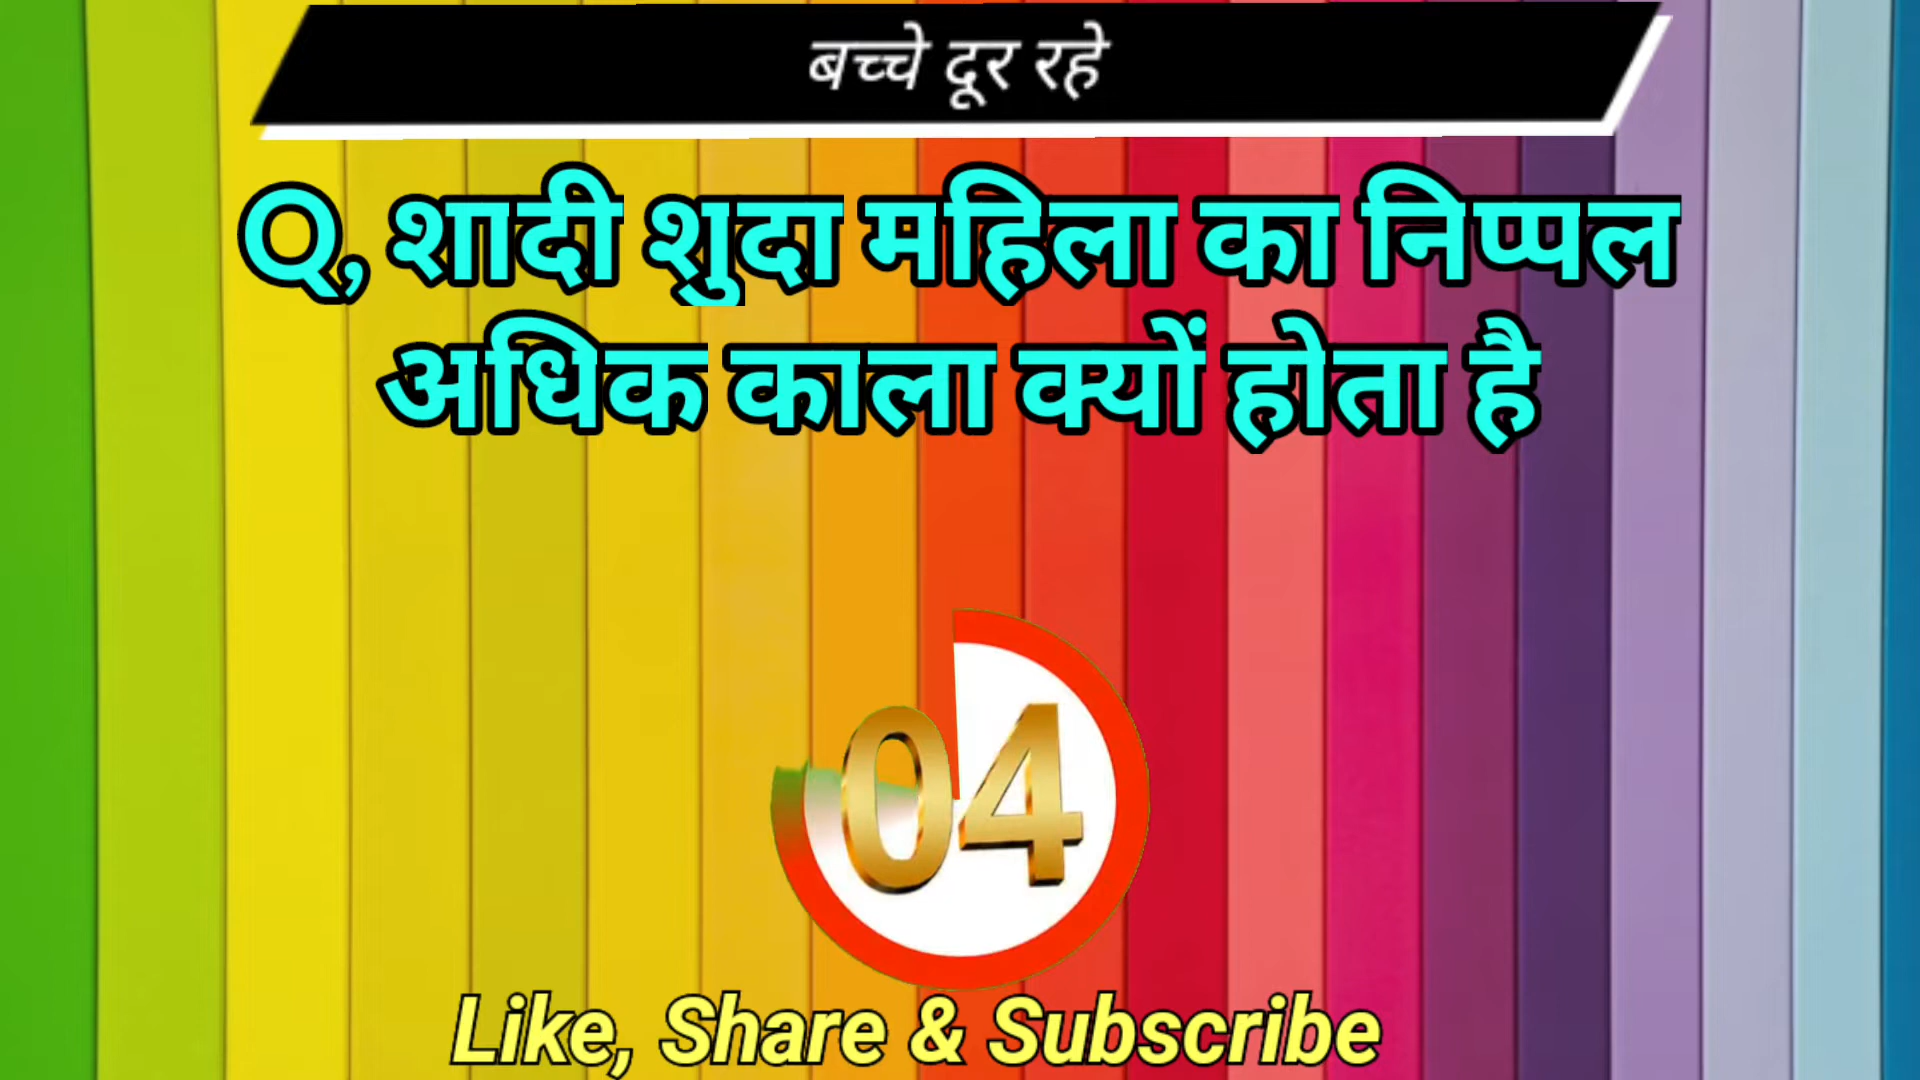 बच्चे दूर रहे
Q, शादी शुदा महिला का निप्पल
अधिक काला क्यों होता है
04
Like, Share & Subscribe